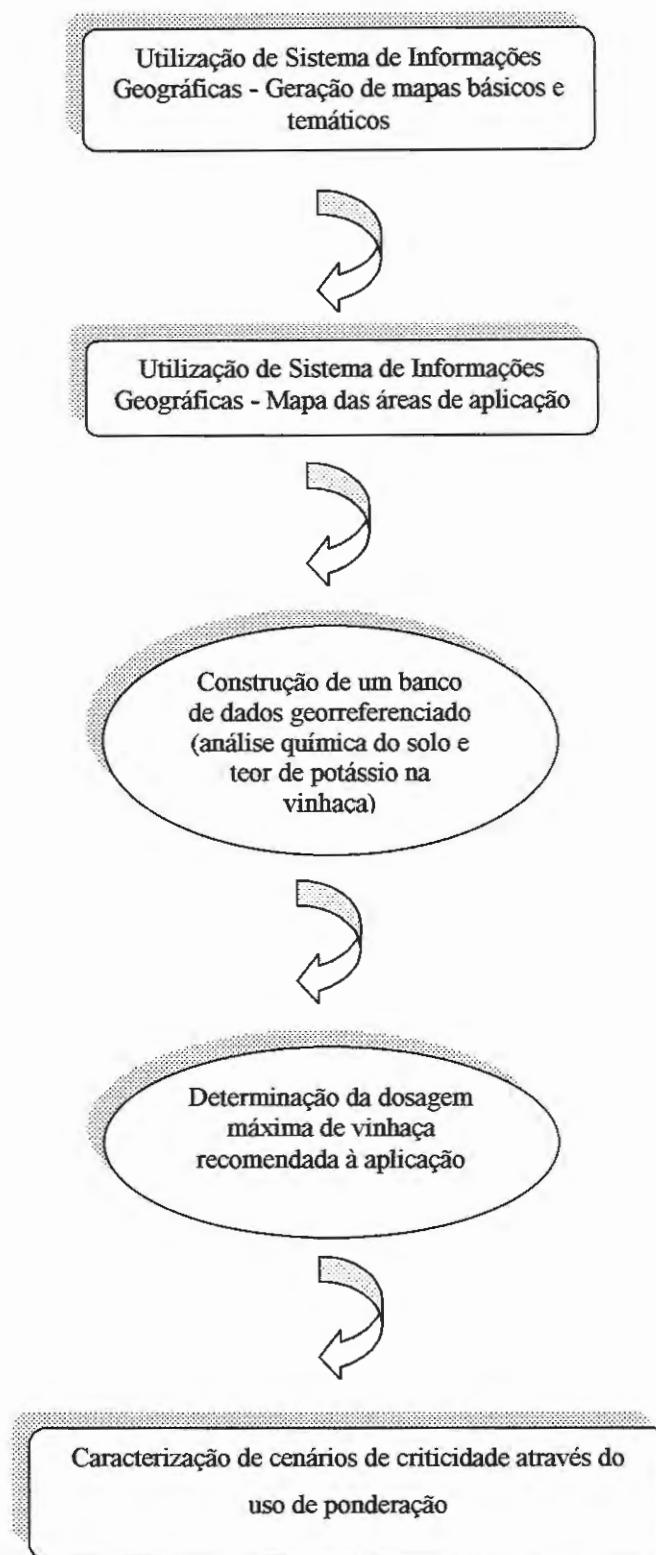 Utilização de Sistema de Informações
Geográficas - Geração de mapas básicos e
temáticos
Utilização de Sistema de Informações
Geográficas - Mapa das áreas de aplicação
Construção de um banco
de dados georreferenciado
(análise química do solo e
teor de potássio na
vinhaça)
Determinação da dosagem
máxima de vinhaça
recomendada à aplicação
Caracterização de cenários de criticidade através do
uso de ponderação